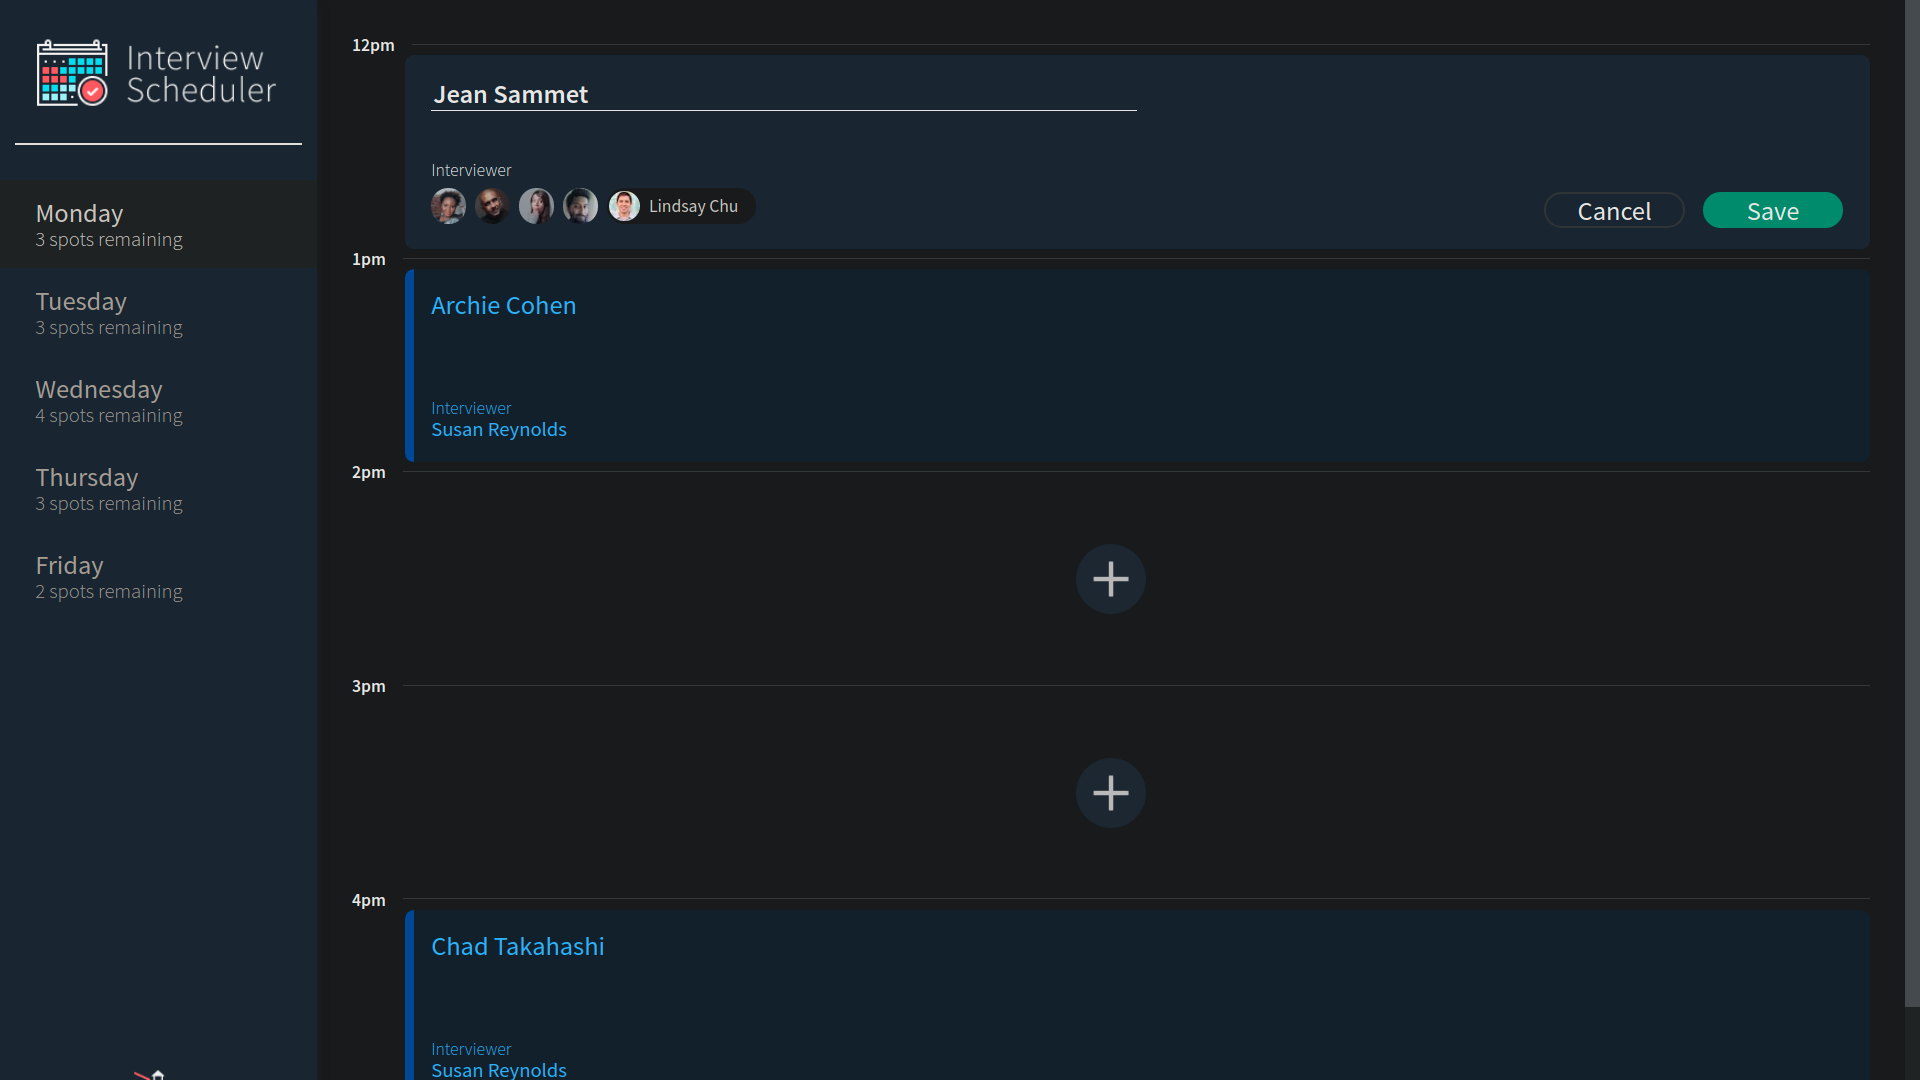 Interview
Scheduler
Monday
3 spots remaining
Tuesday
3 spots remaining
Wednesday
4 spots remaining
Thursday
3 spots remaining
Friday
2 spots remaining
12pm
Jean Sammet
Interviewer
Lindsay Chu
Cancel
Save
1pm
Archie Cohen
Interviewer
Susan Reynolds
2pm
3pm
4pm
Chad Takahashi
Interviewer
Susan Reynolds